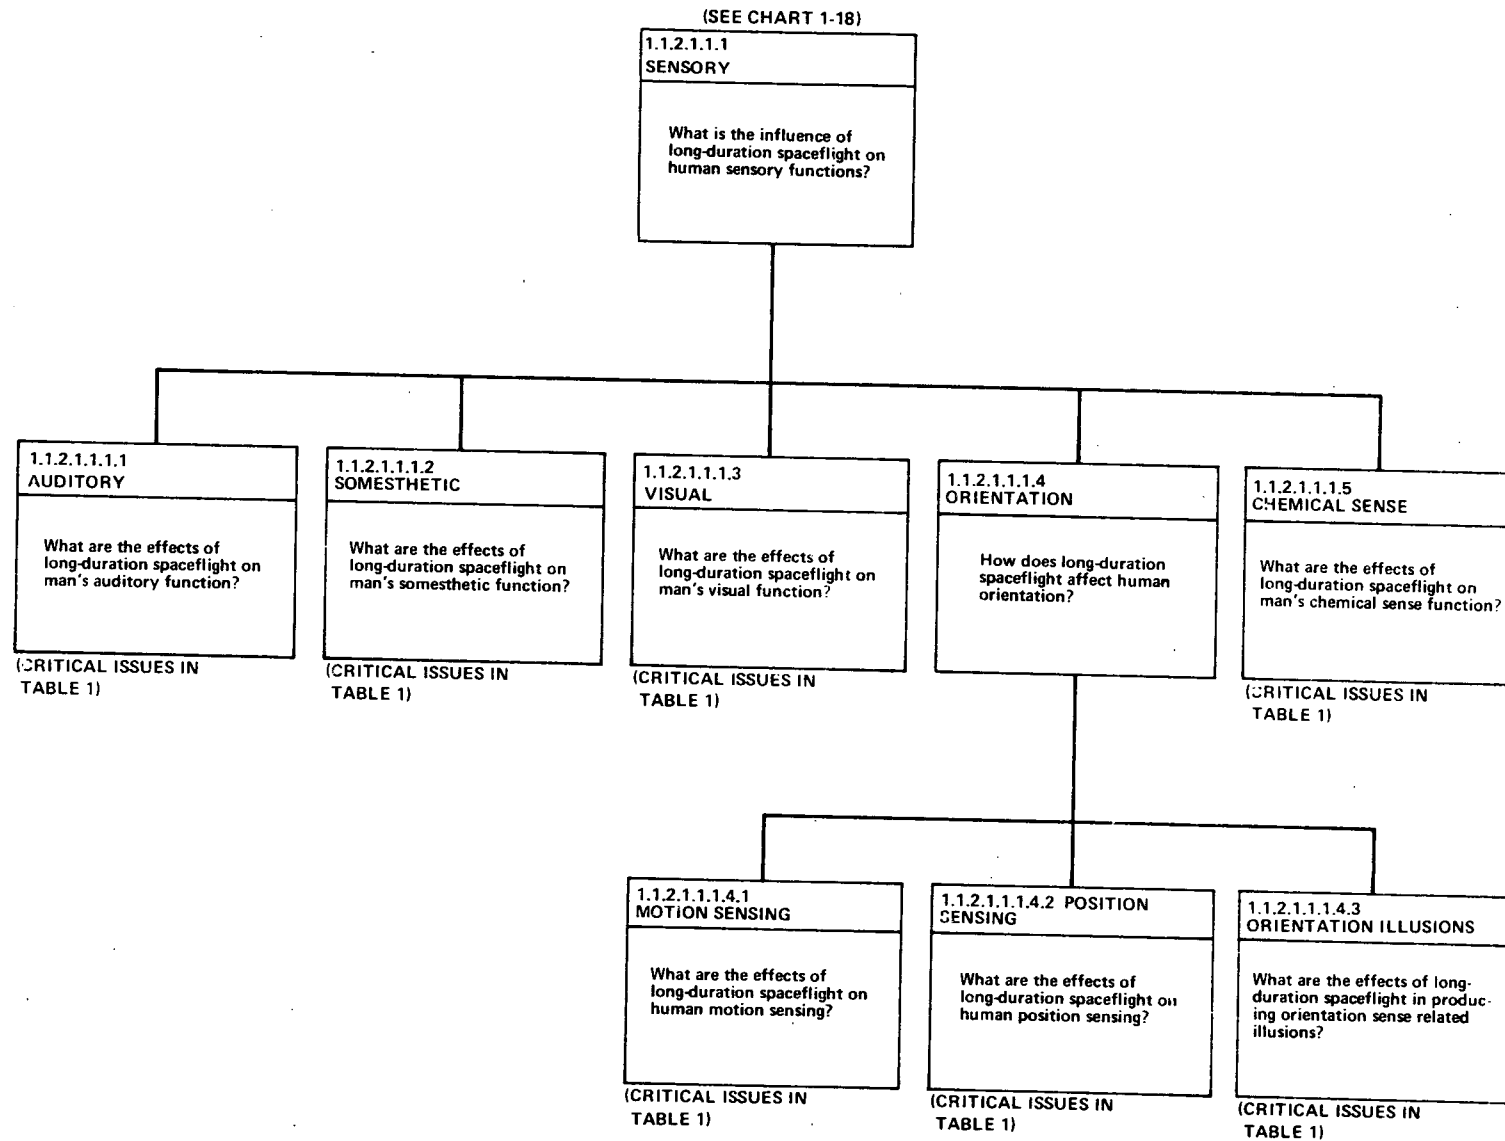 (SEE CHART 1-18)
1.1.2.1.1.1
SENSORY
What is the influence of
long-duration spaceflight on
human sensory functions?
1.1.2.1.1.1.1
AUDITORY
What are the effects of
long-duration spaceflight on
man's auditory function?
(CRITICAL ISSUES IN
TABLE 1)
1.1.2.1.1.1.2
SOMESTHETIC
What are the effects of
long-duration spaceflight on
man's somesthetic function?
(CRITICAL ISSUES IN
TABLE 1)
1.1.2.1.1.1.3
VISUAL
What are the effects of
long-duration spaceflight on
man's visual function?
(CRITICAL ISSUES IN
TABLE 1)
1.1.2.1.1.1.4
ORIENTATION
How does long-duration
spaceflight affect human
orientation?
1.1.2.1.1.1.5
CHEMICAL SENSE
What are the effects of
long-duration spaceflight on
man's chemical sense function?
(CRITICAL ISSUES IN
TABLE 1)
1.1.2.1.1.1.4.1
MOTION SENSING
What are the effects of
long-duration spaceflight on
human motion sensing?
(CRITICAL ISSUES IN
TABLE 1)
1.1.2.1.1.1.4.2 POSITION
SENSING
What are the effects of
long-duration spaceflight on
human position sensing?
(CRITICAL ISSUES IN
TABLE 1)
1.1.2.1.1.1.4.3
ORIENTATION ILLUSIONS
What are the effects of long-
duration spaceflight in produc-
ing orientation sense related
illusions?
(CRITICAL ISSUES IN
TABLE 1)